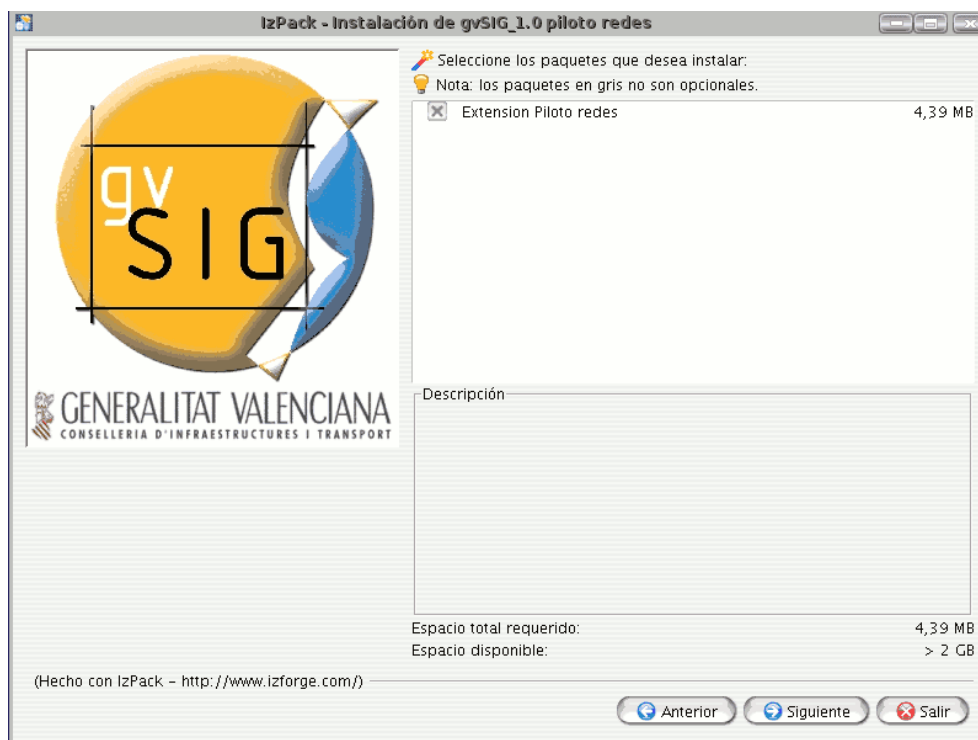 IzPack - Instalación de gvSIG_1.0 piloto redes
gv
SIG
GENERALITAT VALENCIANA
CONSELLERIA D'INFRAESTRUCTURES I TRANSPORT
Seleccione los paquetes que desea instalar:
Nota: los paquetes en gris no son opcionales.
Extension Piloto redes 4,39 MB
Descripción
Espacio total requerido: 4,39 MB
Espacio disponible: > 2 GB
(Hecho con IzPack – http://www.izforge.com/)
Anterior Siguiente Salir